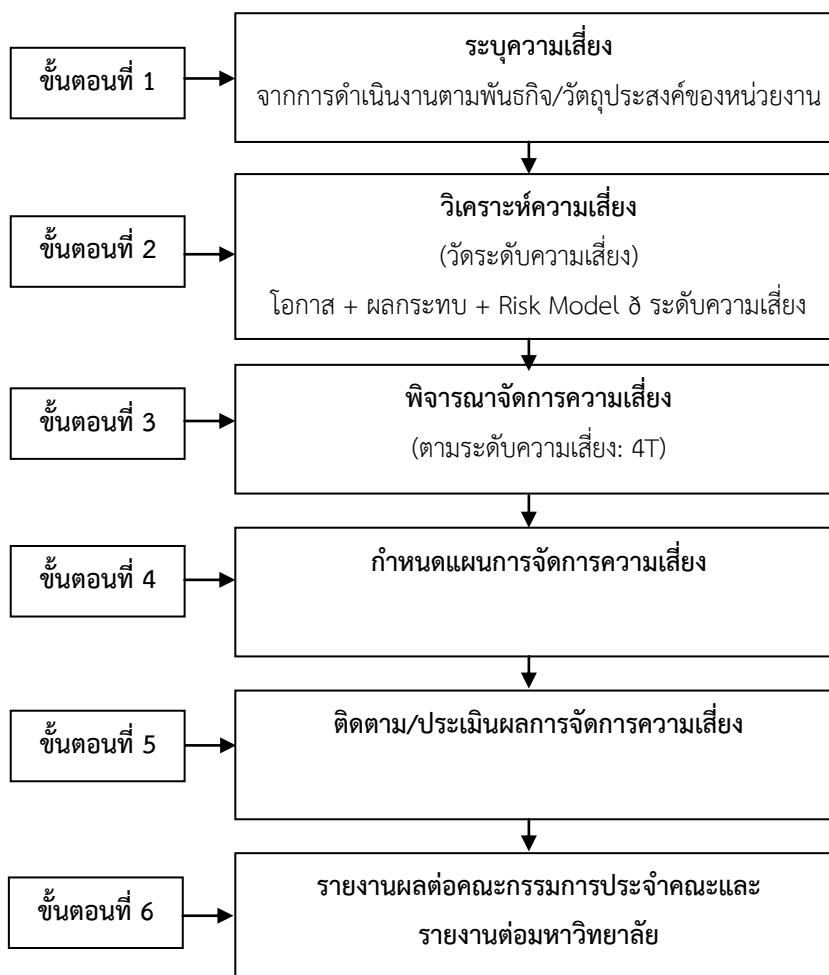 ขั้นตอนที่ 1
ระบุความเสี่ยง
จากการดำเนินงานตามพันธกิจ/วัตถุประสงค์ของหน่วยงาน
ขั้นตอนที่ 2
วิเคราะห์ความเสี่ยง
(วัดระดับความเสี่ยง)
โอกาส + ผลกระทบ + Risk Model ð ระดับความเสี่ยง
ขั้นตอนที่ 3
พิจารณาจัดการความเสี่ยง
(ตามระดับความเสี่ยง: 4T)
ขั้นตอนที่ 4
กำหนดแผนการจัดการความเสี่ยง
ขั้นตอนที่ 5
ติดตาม/ประเมินผลการจัดการความเสี่ยง
ขั้นตอนที่ 6
รายงานผลต่อคณะกรรมการประจำคณะและ
รายงานต่อมหาวิทยาลัย